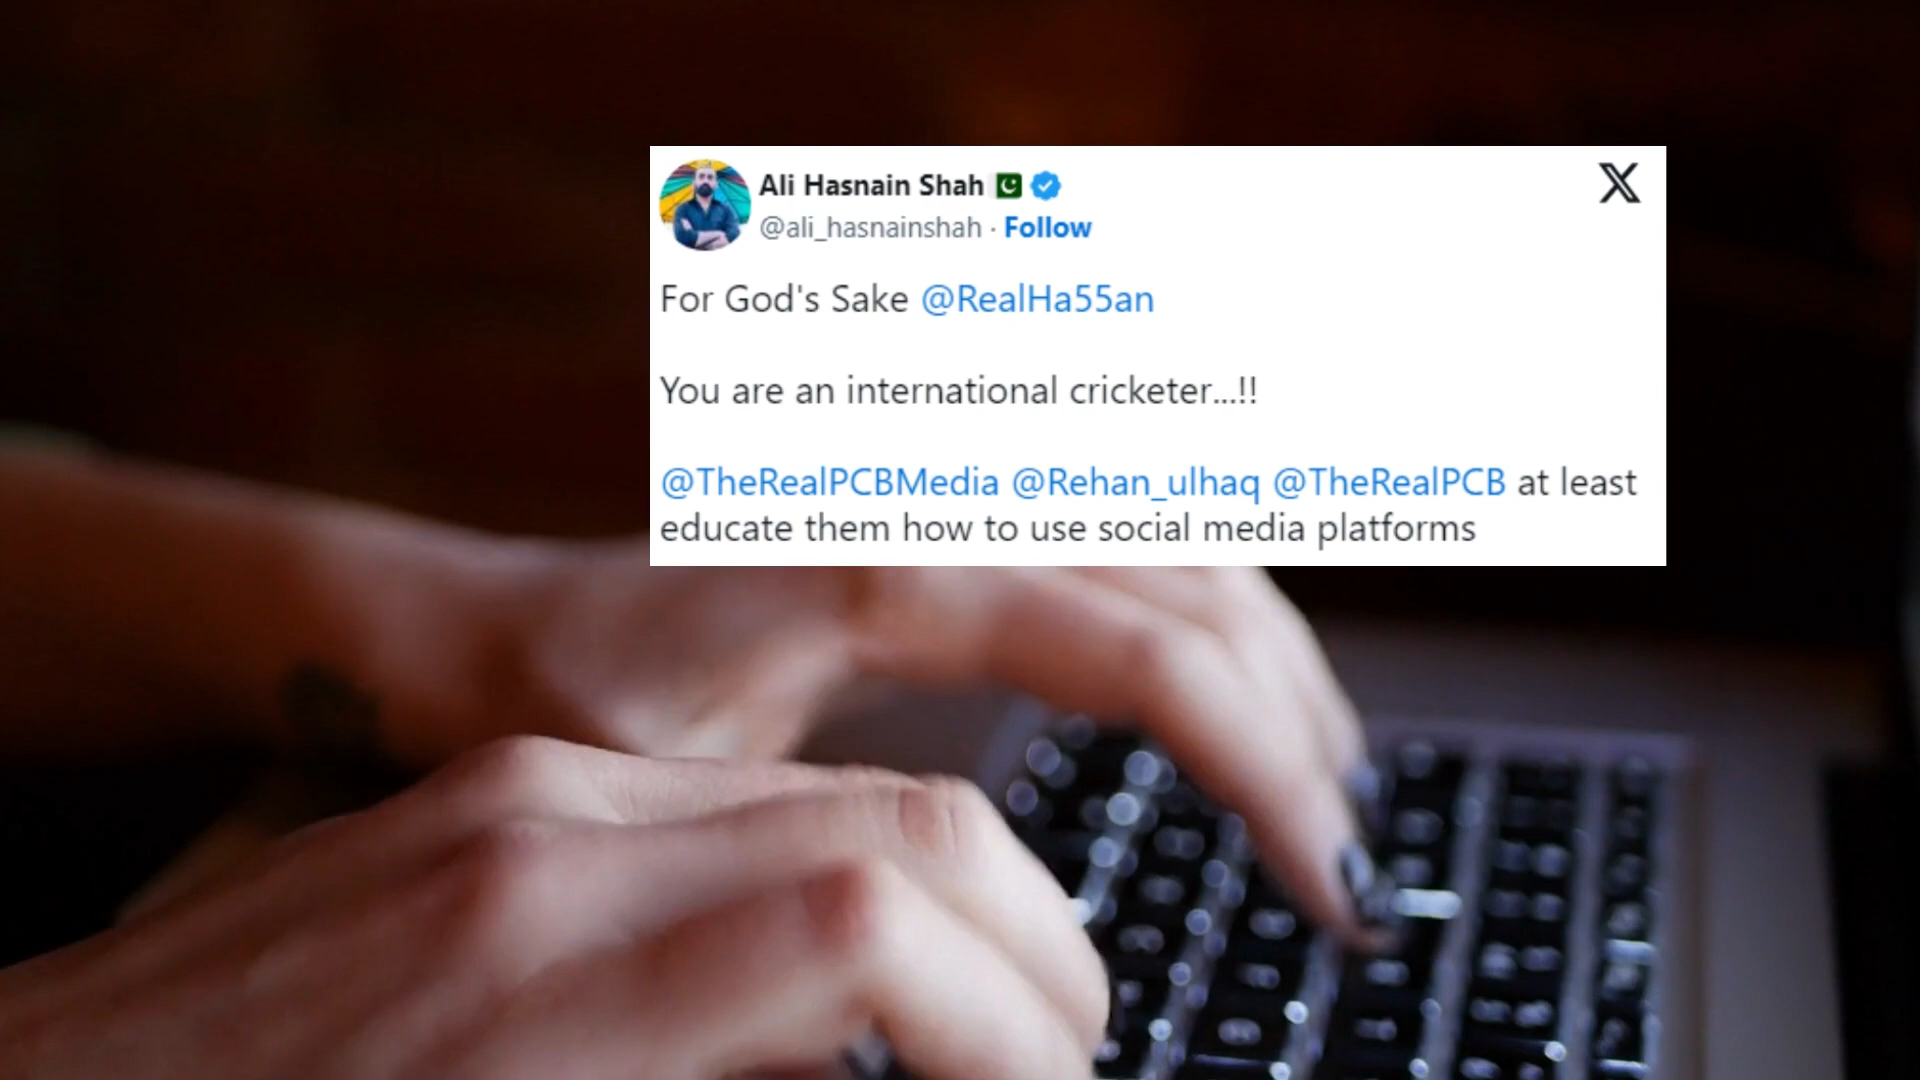 Ali Hasnain Shah
@ali_hasnainshah · Follow
For God's Sake @RealHa55an
You are an international cricketer...!!
@TheRealPCBMedia @Rehan_ulhaq @TheRealPCB at least
educate them how to use social media platforms